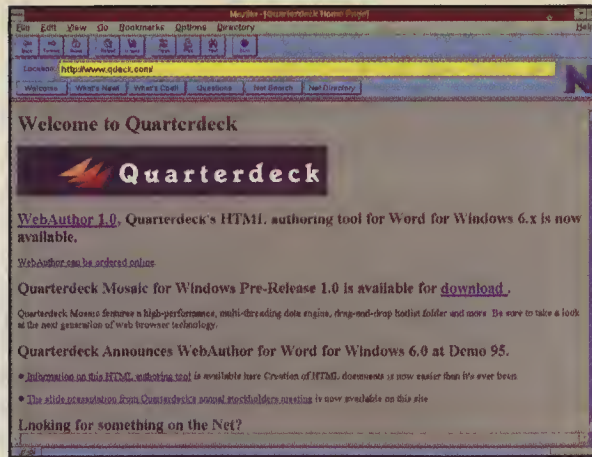 Mozilla - [Quarterdeck Home Page]
File Edit View Go Bookmarks Options Directory Help
Location: http://www.qdeck.com/
Welcome What's New! What's Cool! Questions Net Search Net Directory
N
Welcome to Quarterdeck
Quarterdeck
WebAuthor 1.0, Quarterdeck's HTML authoring tool for Word for Windows 6.x is now
available.
WebAuthor can be ordered online
Quarterdeck Mosaic for Windows Pre-Release 1.0 is available for download .
Quarterdeck Mosaic features a high-performance, multi-threading data engine, drag-and-drop hotlist folder and more. Be sure to take a look
at the next generation of web browser technology.
Quarterdeck Announces WebAuthor for Word for Windows 6.0 at Demo 95.
• Information on this HTML authoring tool is available here Creation of HTML documents is now easier than it's ever been
• The slide presentation from Quarterdeck's annual stockholders meeting is now available on this site
Looking for something on the Net?